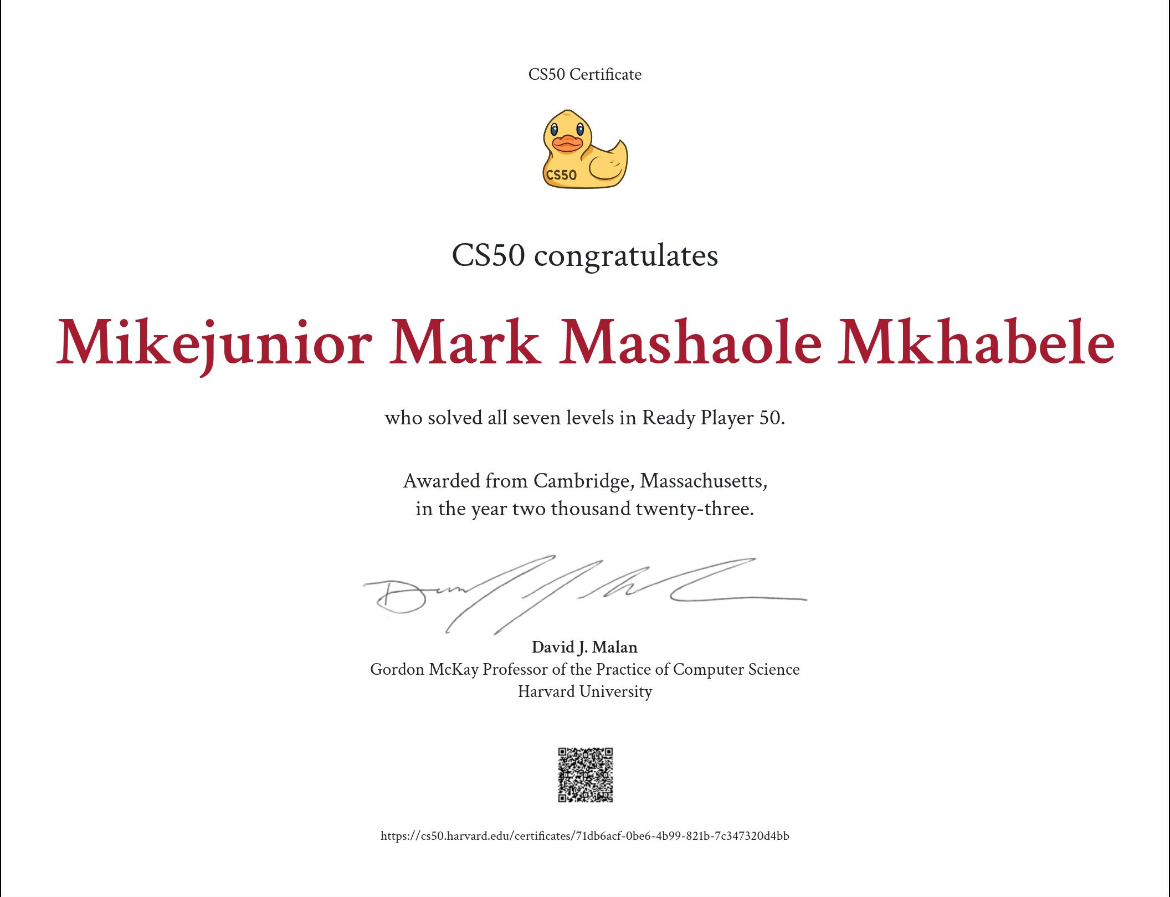 CS50 Certificate
CS50
CS50 congratulates
Mikejunior Mark Mashaole Mkhabele
who solved all seven levels in Ready Player 50.
Awarded from Cambridge, Massachusetts,
in the year two thousand twenty-three.
David J. Malan
Gordon McKay Professor of the Practice of Computer Science
Harvard University
https://cs50.harvard.edu/certificates/71db6acf-0be6-4b99-821b-7c347320d4bb